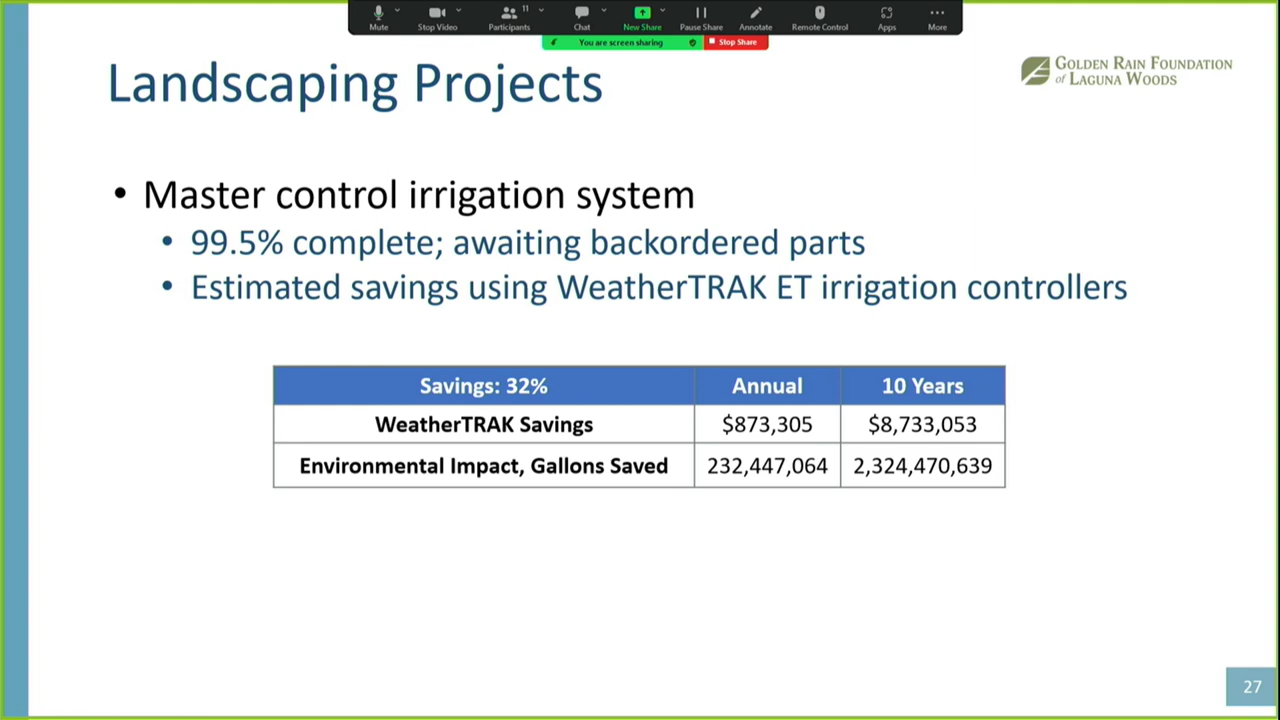 Mute
Stop Video
Participants
11
Chat
New Share
Pause Share
Annotate
Remote Control
Apps
More
You are screen sharing
Stop Share
Landscaping Projects
GOLDEN RAIN FOUNDATION
of LAGUNA WOODS
• Master control irrigation system
• 99.5% complete; awaiting backordered parts
• Estimated savings using WeatherTRAK ET irrigation controllers
Savings: 32% Annual 10 Years
WeatherTRAK Savings $873,305 $8,733,053
Environmental Impact, Gallons Saved 232,447,064 2,324,470,639
27